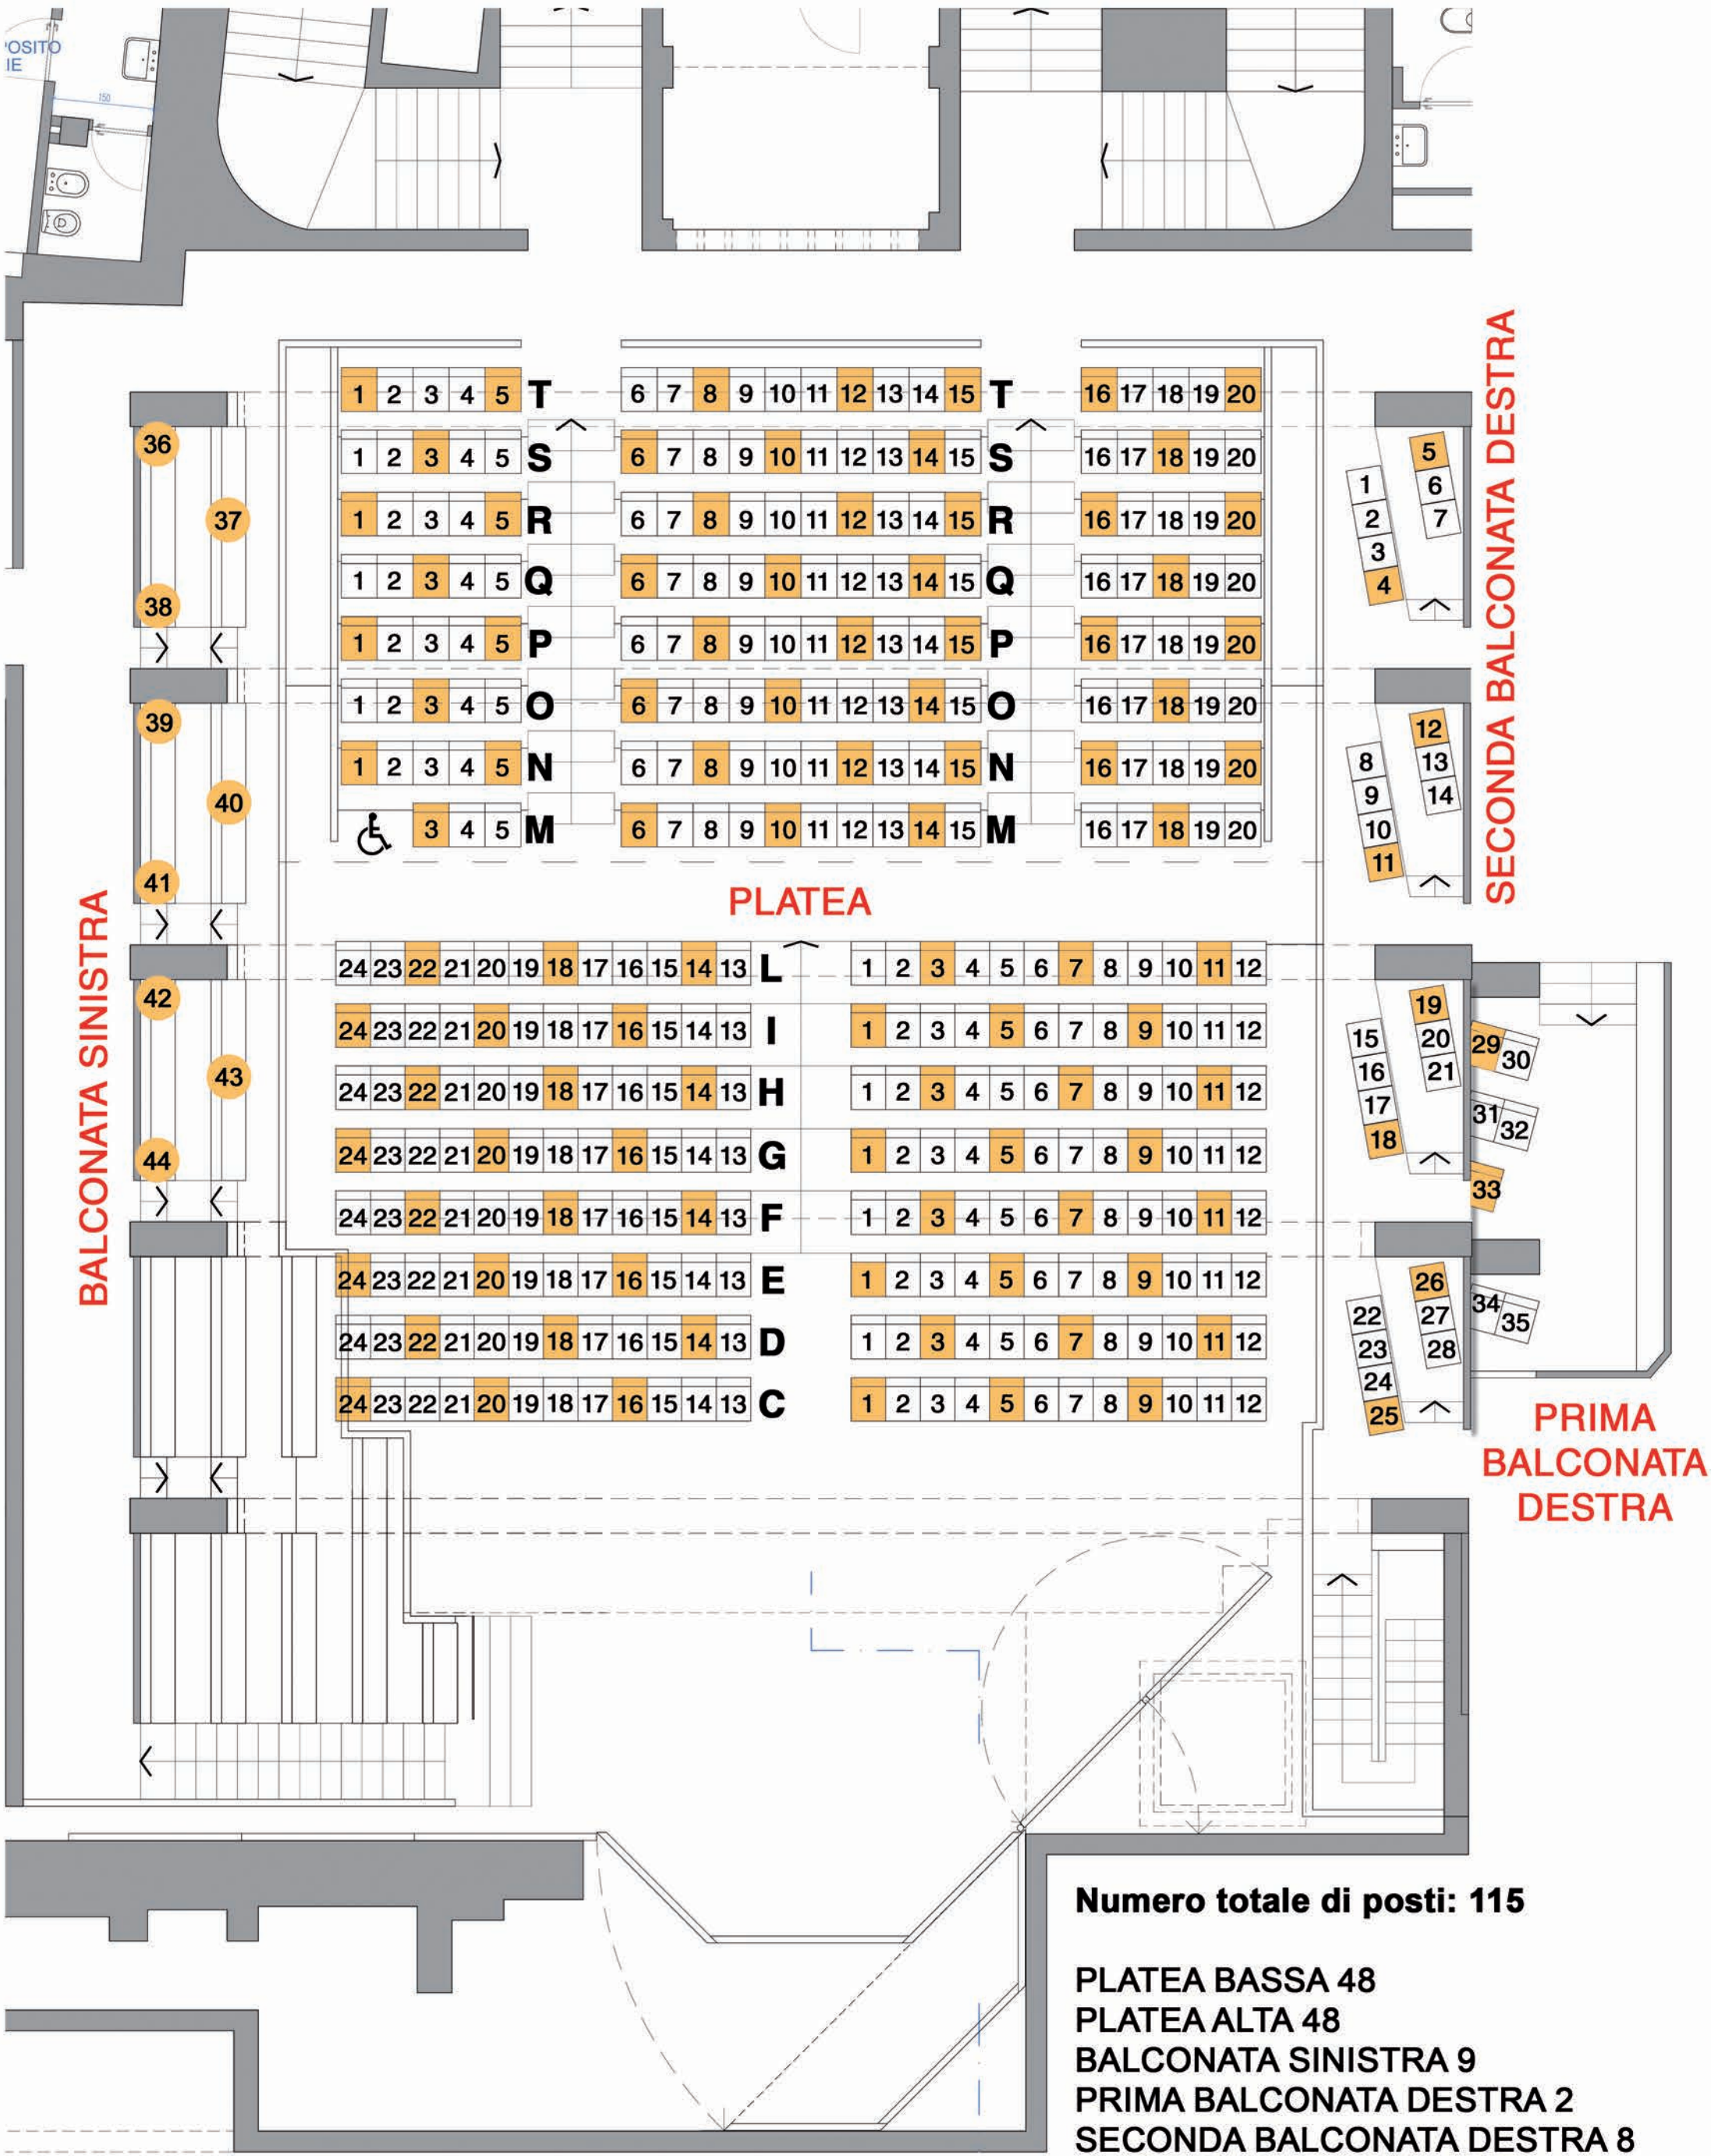 POSITO
IE
150
1 2 3 4 5 T 6 7 8 9 10 11 12 13 14 15 T 16 17 18 19 20
1 2 3 4 5 S 6 7 8 9 10 11 12 13 14 15 S 16 17 18 19 20
1 2 3 4 5 R 6 7 8 9 10 11 12 13 14 15 R 16 17 18 19 20
1 2 3 4 5 Q 6 7 8 9 10 11 12 13 14 15 Q 16 17 18 19 20
1 2 3 4 5 P 6 7 8 9 10 11 12 13 14 15 P 16 17 18 19 20
1 2 3 4 5 O 6 7 8 9 10 11 12 13 14 15 O 16 17 18 19 20
1 2 3 4 5 N 6 7 8 9 10 11 12 13 14 15 N 16 17 18 19 20
3 4 5 M 6 7 8 9 10 11 12 13 14 15 M 16 17 18 19 20
PLATEA
24 23 22 21 20 19 18 17 16 15 14 13 L 1 2 3 4 5 6 7 8 9 10 11 12
24 23 22 21 20 19 18 17 16 15 14 13 I 1 2 3 4 5 6 7 8 9 10 11 12
24 23 22 21 20 19 18 17 16 15 14 13 H 1 2 3 4 5 6 7 8 9 10 11 12
24 23 22 21 20 19 18 17 16 15 14 13 G 1 2 3 4 5 6 7 8 9 10 11 12
24 23 22 21 20 19 18 17 16 15 14 13 F 1 2 3 4 5 6 7 8 9 10 11 12
24 23 22 21 20 19 18 17 16 15 14 13 E 1 2 3 4 5 6 7 8 9 10 11 12
24 23 22 21 20 19 18 17 16 15 14 13 D 1 2 3 4 5 6 7 8 9 10 11 12
24 23 22 21 20 19 18 17 16 15 14 13 C 1 2 3 4 5 6 7 8 9 10 11 12
BALCONATA SINISTRA
36
37
38
39
40
41
42
43
44
SECONDA BALCONATA DESTRA
1
2
3
4
5
6
7
8
9
10
11
12
13
14
15
16
17
18
19
20
21
22
23
24
25
26
27
28
29 30
31 32
33
34 35
PRIMA
BALCONATA
DESTRA
Numero totale di posti: 115
PLATEA BASSA 48
PLATEA ALTA 48
BALCONATA SINISTRA 9
PRIMA BALCONATA DESTRA 2
SECONDA BALCONATA DESTRA 8